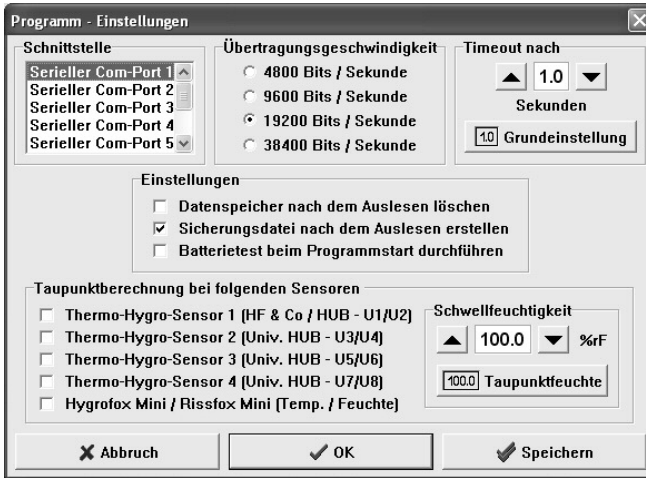 Programm - Einstellungen
Schnittstelle
Serieller Com-Port 1
Serieller Com-Port 2
Serieller Com-Port 3
Serieller Com-Port 4
Serieller Com-Port 5
Übertragungsgeschwindigkeit
4800 Bits / Sekunde
9600 Bits / Sekunde
19200 Bits / Sekunde
38400 Bits / Sekunde
Timeout nach
1.0
Sekunden
1.0 Grundeinstellung
Einstellungen
Datenspeicher nach dem Auslesen löschen
Sicherungsdatei nach dem Auslesen erstellen
Batterietest beim Programmstart durchführen
Taupunktberechnung bei folgenden Sensoren
Thermo-Hygro-Sensor 1 (HF & Co / HUB - U1/U2)
Thermo-Hygro-Sensor 2 (Univ. HUB - U3/U4)
Thermo-Hygro-Sensor 3 (Univ. HUB - U5/U6)
Thermo-Hygro-Sensor 4 (Univ. HUB - U7/U8)
Hygrofox Mini / Rissfox Mini (Temp. / Feuchte)
Schwellfeuchtigkeit
100.0 %rF
100.0 Taupunktfeuchte
Abbruch
OK
Speichern